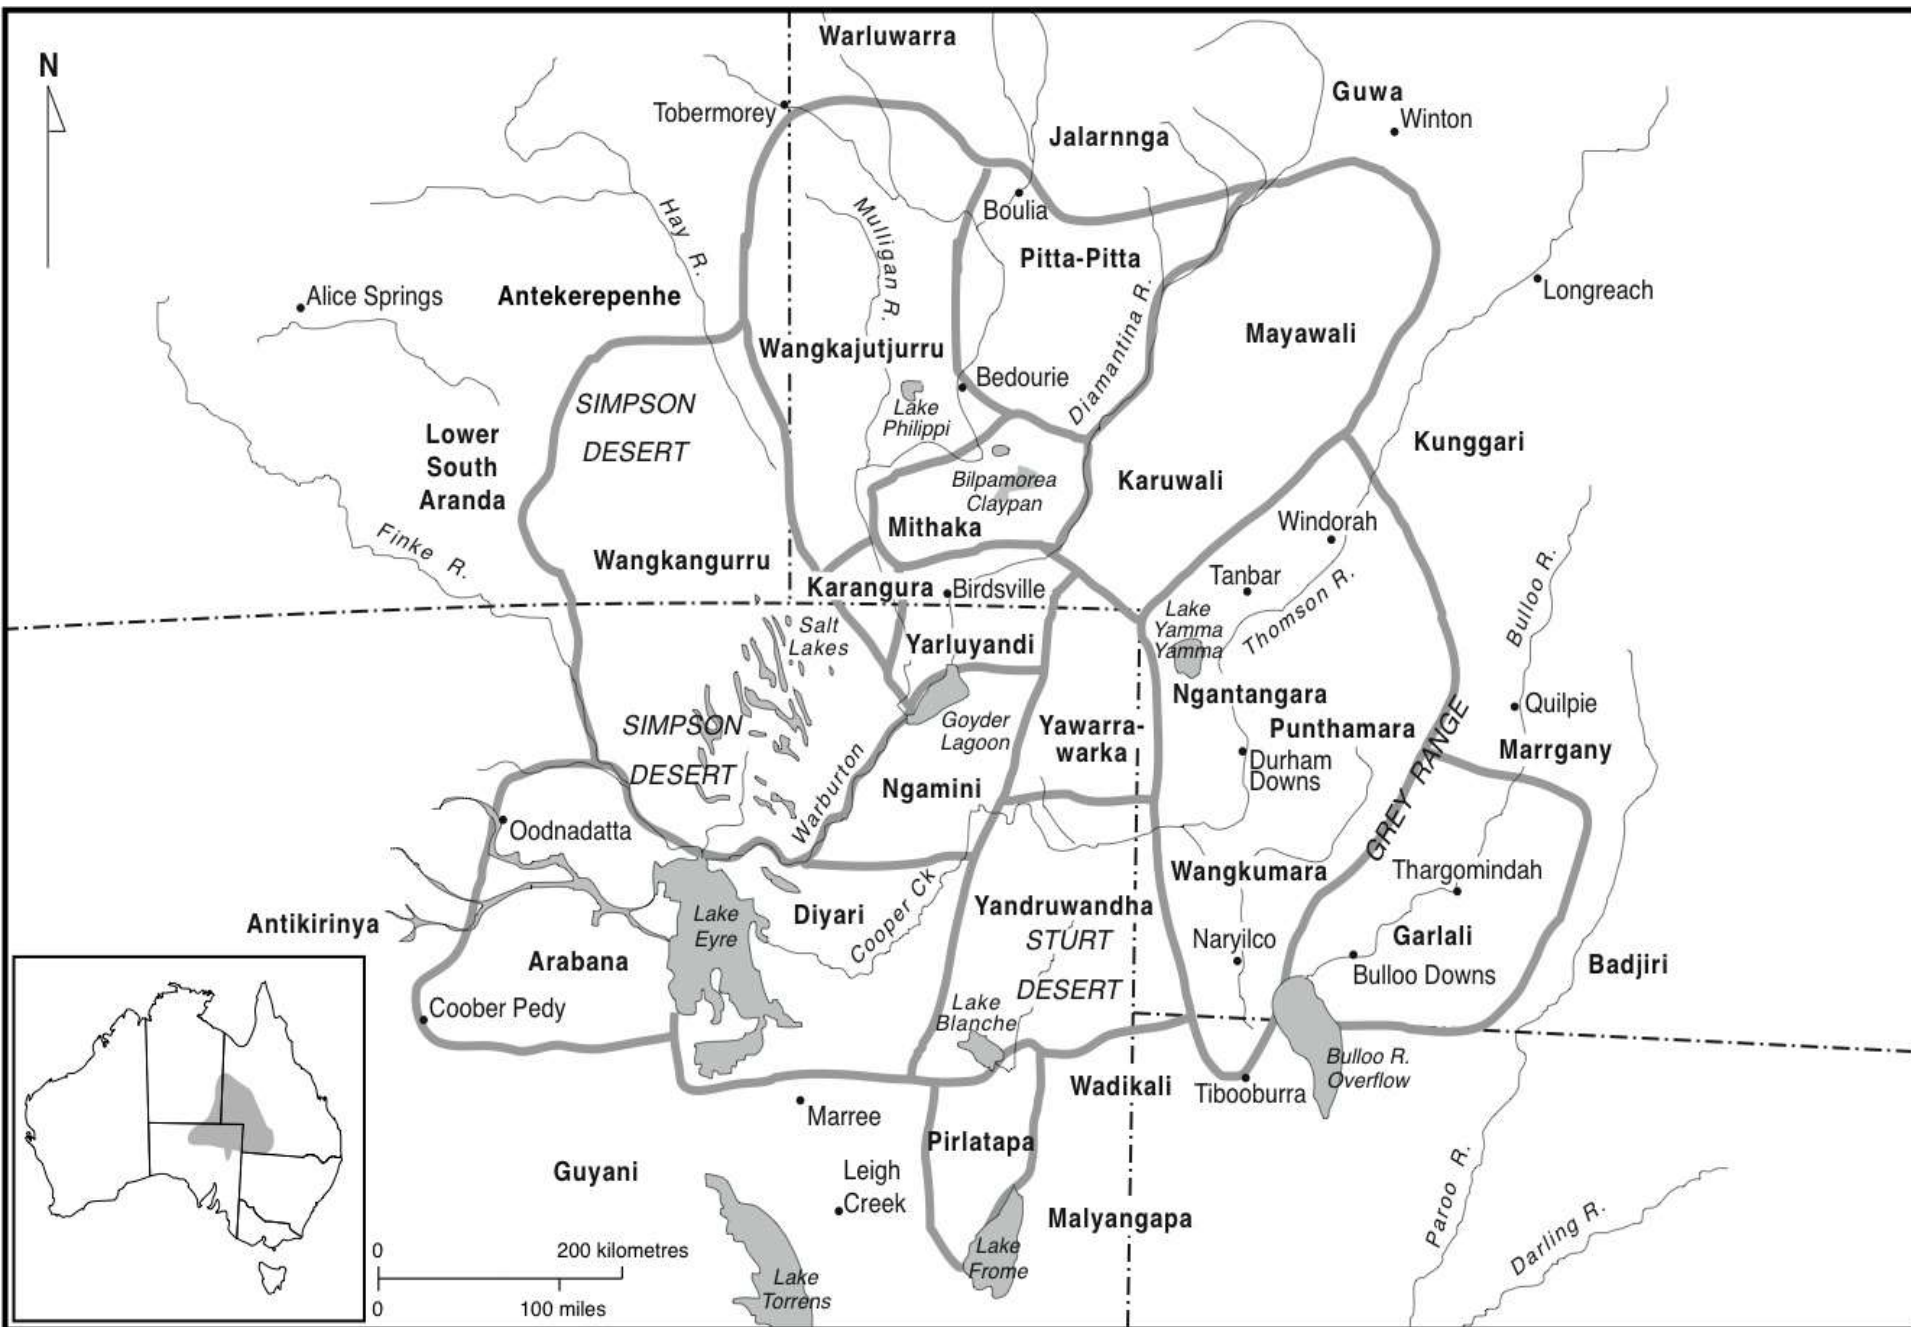 Warluwarra
N
Guwa
Tobermorey
Winton
Jalarnnga
Hay R.
Mulligan R.
Boulia
Pitta-Pitta
Alice Springs
Antekerepenhe
Longreach
Diamantina R.
Mayawali
Wangkajutjurru
Bedourie
SIMPSON
DESERT
Lake
Philippi
Lower
South
Aranda
Kunggari
Bilpamorea
Claypan
Karuwali
Mithaka
Windorah
Finke R.
Wangkangurru
Karangura
Birdsville
Tanbar
Thomson R.
Bulloo R.
Lake
Yamma
Yamma
Salt
Lakes
Yarluyandi
Ngantangara
Quilpie
SIMPSON
DESERT
Goyder
Lagoon
Yawarra-
warka
Punthamara
Marrgany
Durham
Downs
GREY RANGE
Warburton
Ngamini
Oodnadatta
Wangkumara
Thargomindah
Antikirinya
Diyari
Cooper Ck
Yandruwandha
STURT
DESERT
Lake
Eyre
Naryilco
Garlali
Bulloo Downs
Badjiri
Arabana
Coober Pedy
Lake
Blanche
Bulloo R.
Overflow
Wadikali
Tibooburra
Marree
Pirlatapa
Guyani
Leigh
Creek
Malyangapa
Paroo R.
Darling R.
Lake
Frome
Lake
Torrens
0
200 kilometres
0
100 miles